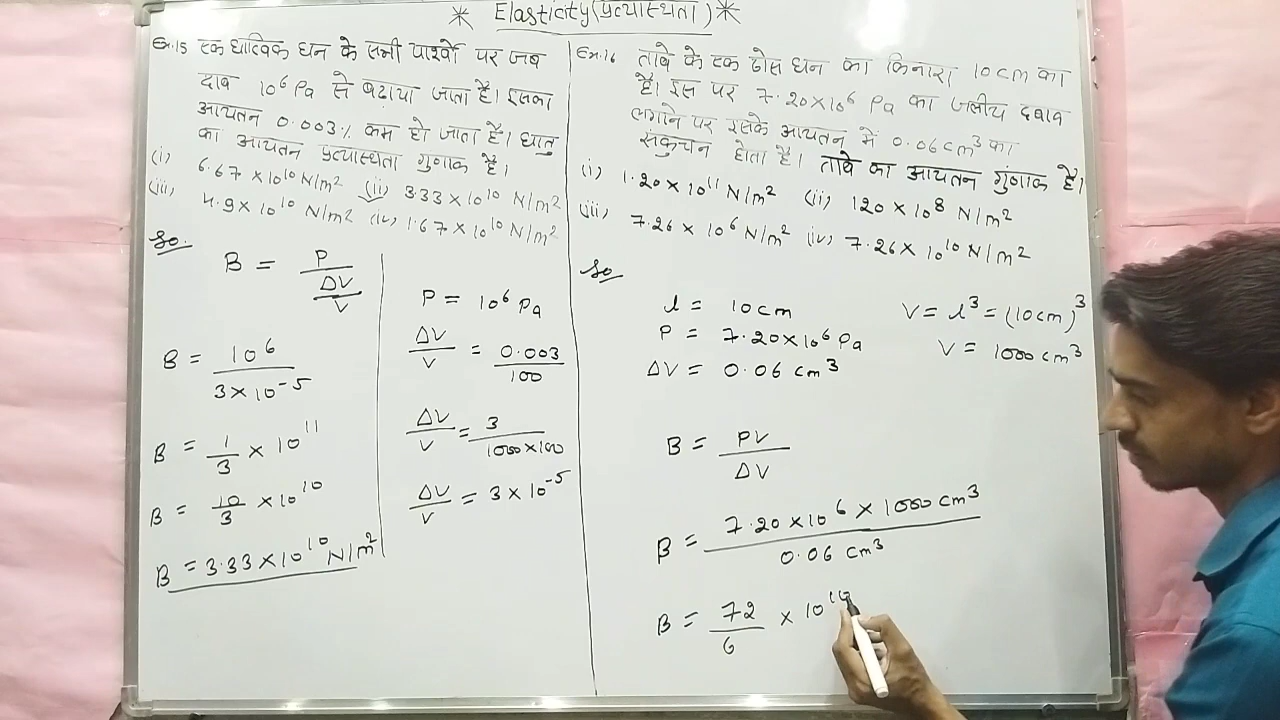 * Elasticity (प्रत्यास्थता) *
Ex.15 एक धात्विक घन के सभी पार्श्वों पर जब
दाब 10⁶ Pa से बढ़ाया जाता है। इसका
आयतन 0.003% कम हो जाता है। धातु
का आयतन प्रत्यास्थता गुणांक है।
(i) 6.67 × 10¹⁰ N/m² (ii) 3.33 × 10¹⁰ N/m²
(iii) 4.9 × 10¹⁰ N/m² (iv) 1.67 × 10¹⁰ N/m²
So.
B = P / (ΔV/V)
B = 10⁶ / (3 × 10⁻⁵)
B = 1/3 × 10¹¹
B = 10/3 × 10¹⁰
B = 3.33 × 10¹⁰ N/m²
P = 10⁶ Pa
ΔV/V = 0.003/100
ΔV/V = 3/(1000×100)
ΔV/V = 3 × 10⁻⁵
Ex.16 तांबे के एक ठोस घन का किनारा 10cm का
है। इस पर 7.20×10⁶ Pa का जलीय दबाव
लगाने पर इसके आयतन में 0.06 cm³ का
संकुचन होता है। तांबे का आयतन गुणांक है।
(i) 1.20 × 10¹¹ N/m² (ii) 120 × 10⁸ N/m²
(iii) 7.26 × 10⁶ N/m² (iv) 7.26 × 10¹⁰ N/m²
So
l = 10 cm
P = 7.20×10⁶ Pa
ΔV = 0.06 cm³
V = l³ = (10 cm)³
V = 1000 cm³
B = PV / ΔV
B = 7.20 × 10⁶ × 1000 cm³ / 0.06 cm³
B = 72/6 × 10¹⁰